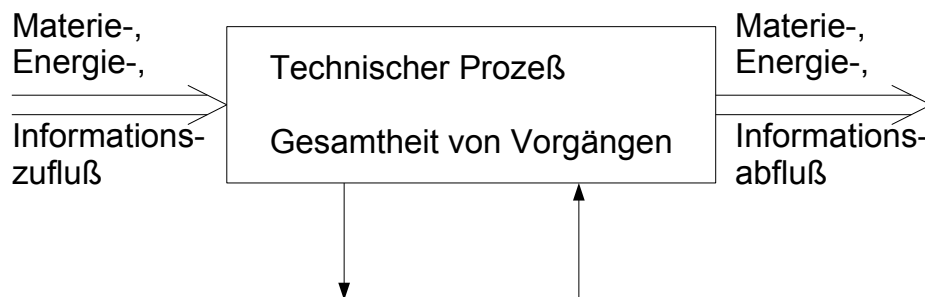 Materie-,
Energie-,
Informations-
zufluß
Technischer Prozeß
Gesamtheit von Vorgängen
Materie-,
Energie-,
Informations-
abfluß